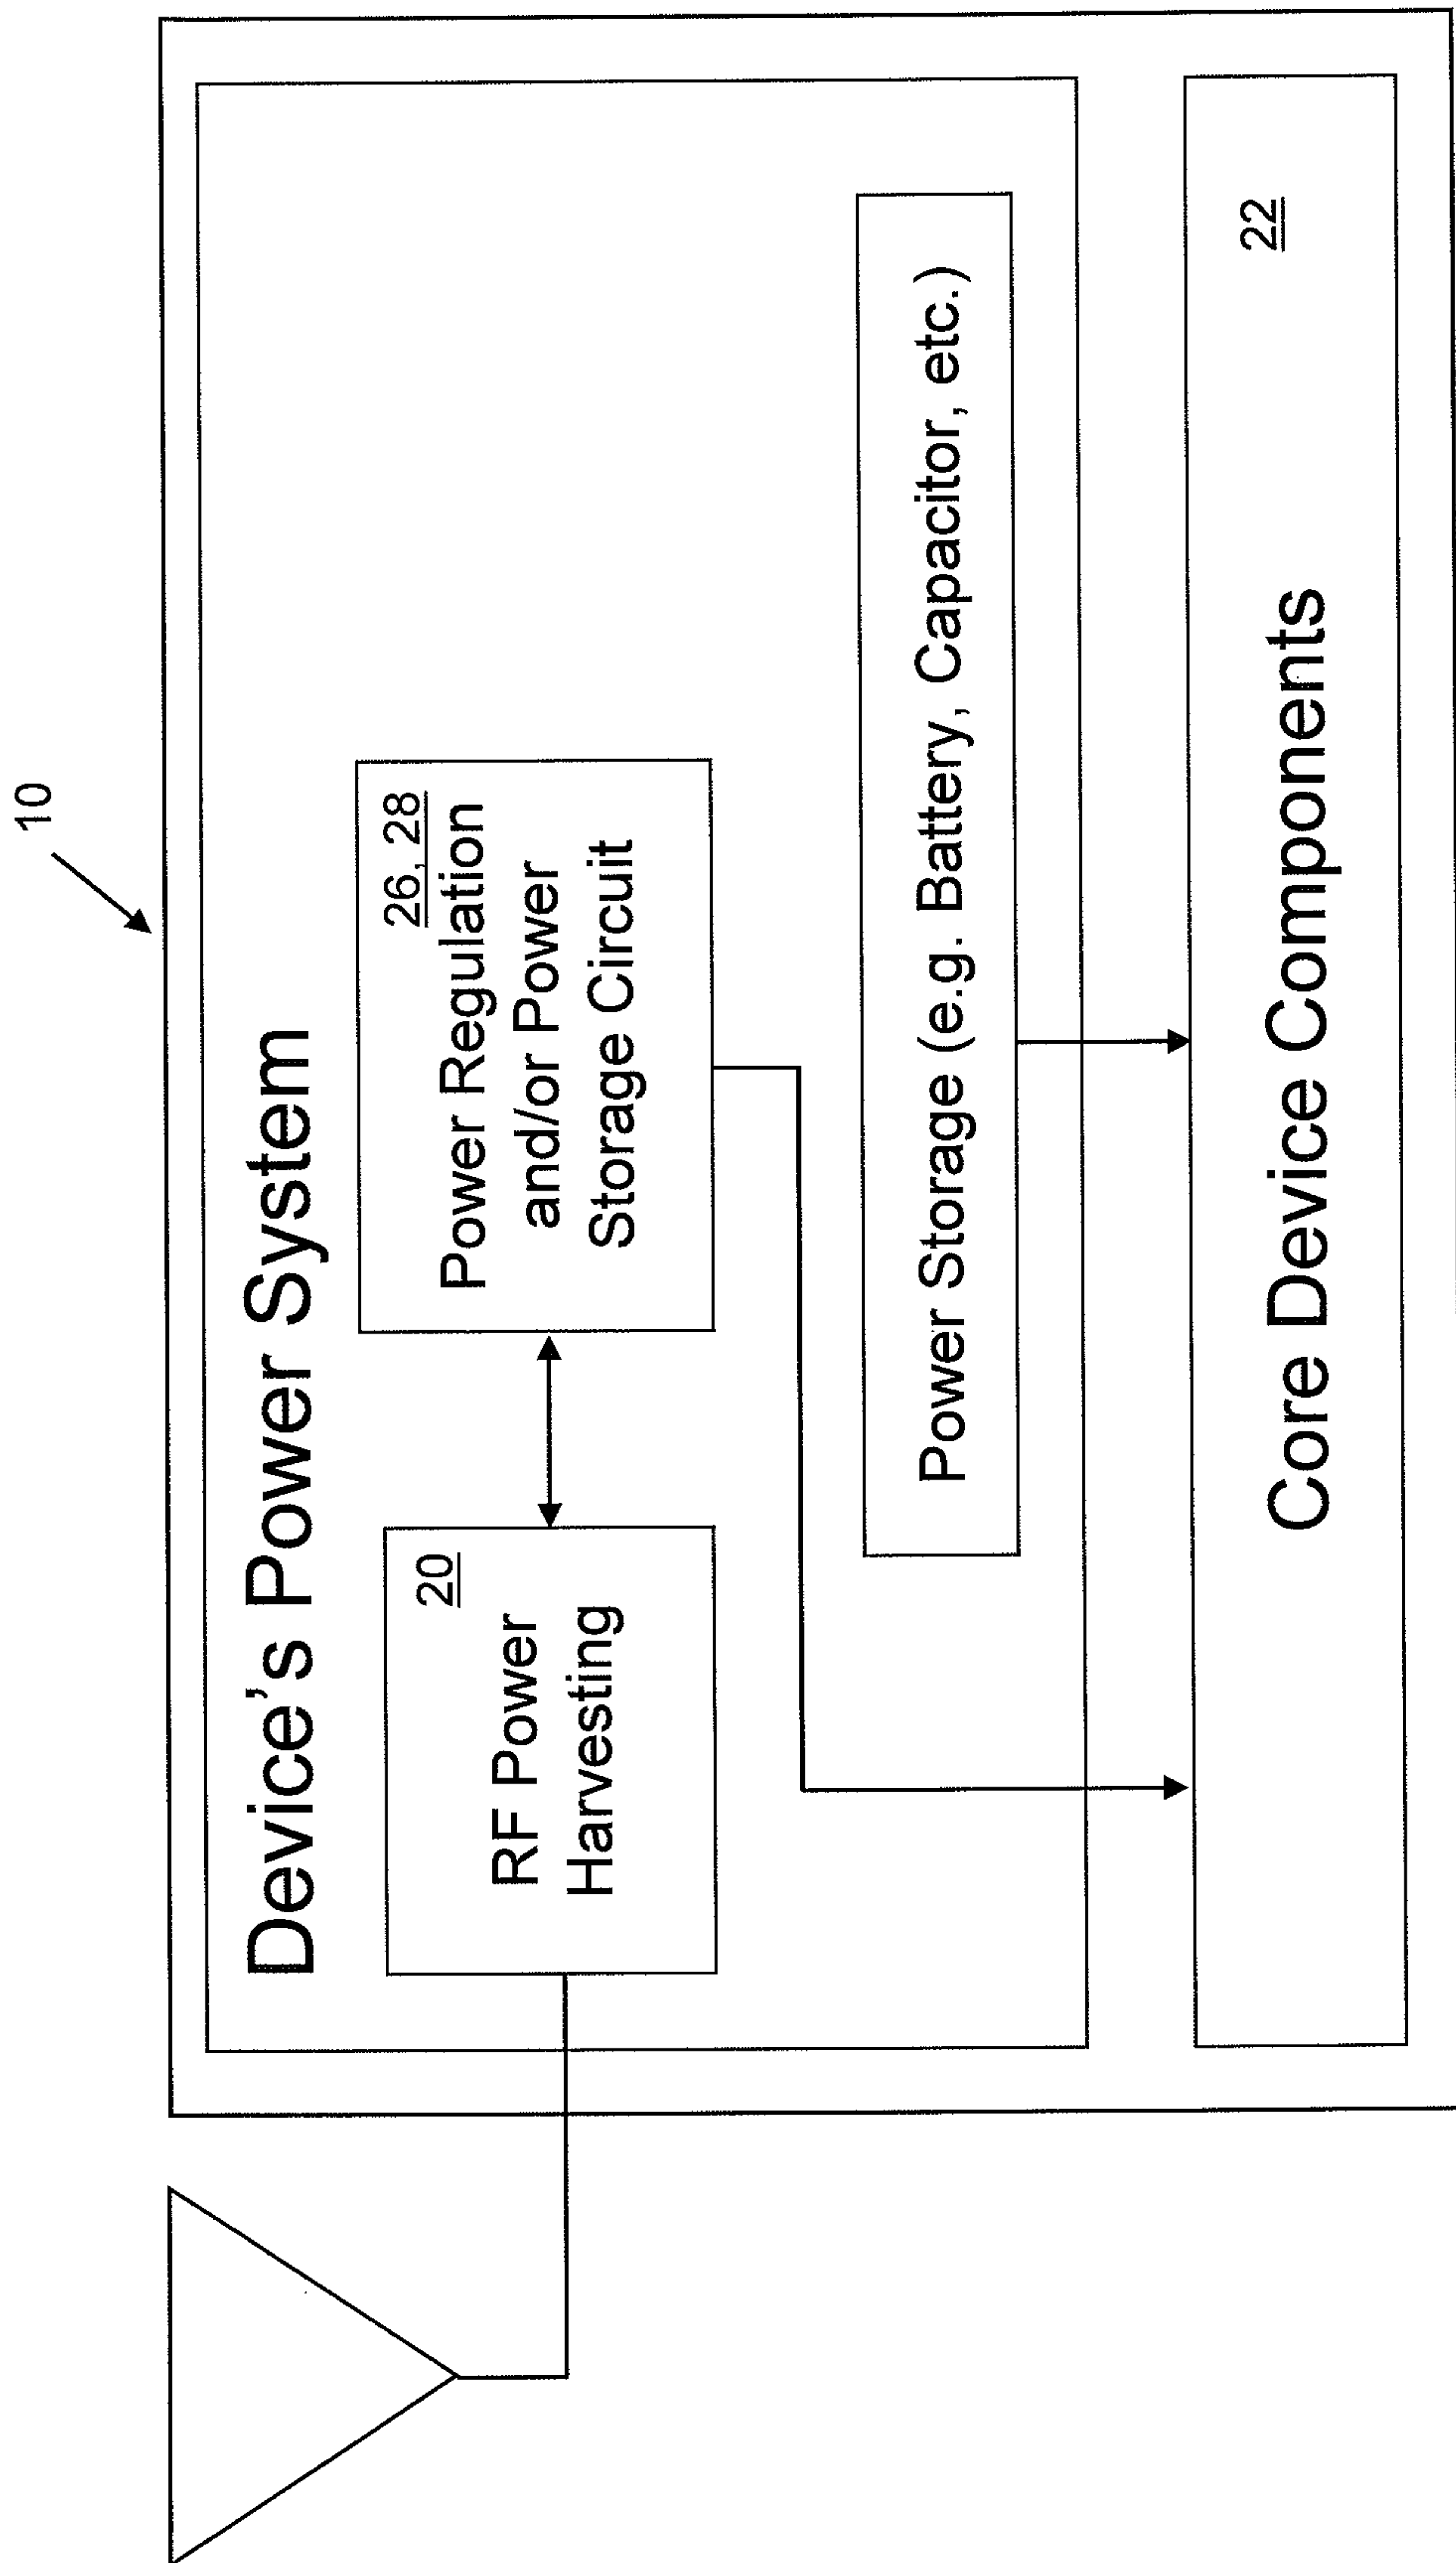 10
Device's Power System
20
RF Power
Harvesting
26, 28
Power Regulation
and/or Power
Storage Circuit
Power Storage (e.g. Battery, Capacitor, etc.)
22
Core Device Components